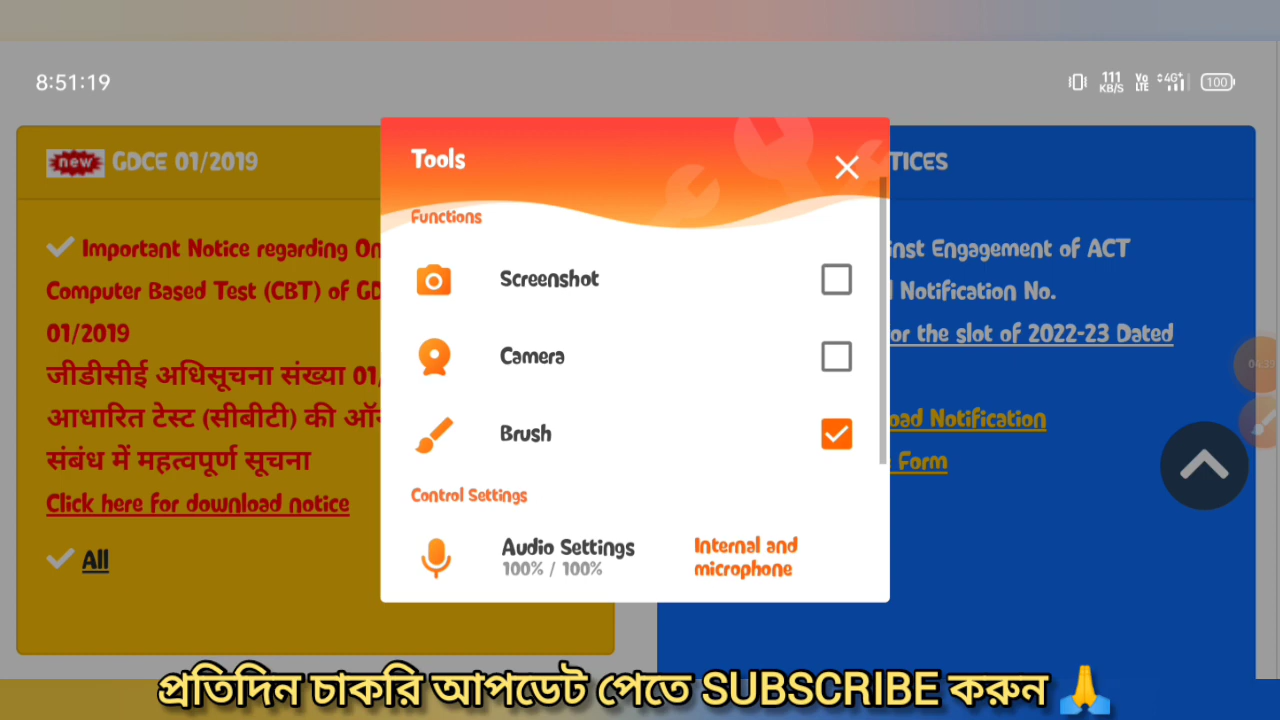 8:51:19
111
KB/S
Vo
LTE
4G+
100
new GDCE 01/2019
Important Notice regarding On
Computer Based Test (CBT) of GD
01/2019
जीडीसीई अधिसूचना संख्या 01
आधारित टेस्ट (सीबीटी) की
संबंध में महत्वपूर्ण सूचना
Click here for download notice
All
Tools
Functions
Screenshot
Camera
Brush
Control Settings
Audio Settings
100% / 100%
Internal and
microphone
TICES
inst Engagement of ACT
Notification No.
or the slot of 2022-23 Dated
oad Notification
Form
প্রতিদিন চাকরি আপডেট পেতে SUBSCRIBE করুন 🙏